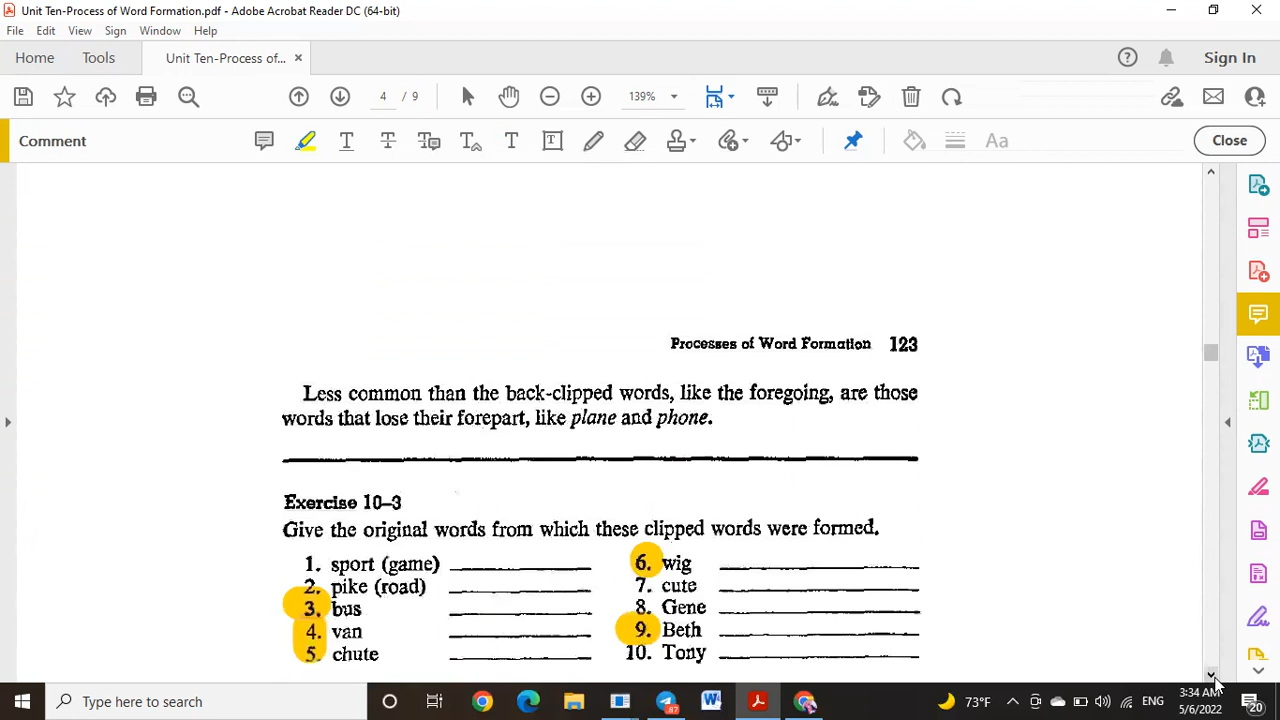 Unit Ten-Process of Word Formation.pdf - Adobe Acrobat Reader DC (64-bit)
File Edit View Sign Window Help
Home Tools Unit Ten-Process of... × Sign In
4 / 9 139%
Comment Close
Processes of Word Formation 123
Less common than the back-clipped words, like the foregoing, are those
words that lose their forepart, like plane and phone.
Exercise 10–3
Give the original words from which these clipped words were formed.
1. sport (game)
2. pike (road)
3. bus
4. van
5. chute
6. wig
7. cute
8. Gene
9. Beth
10. Tony
Type here to search
87
73°F
ENG
3:34 AM
5/6/2022
20